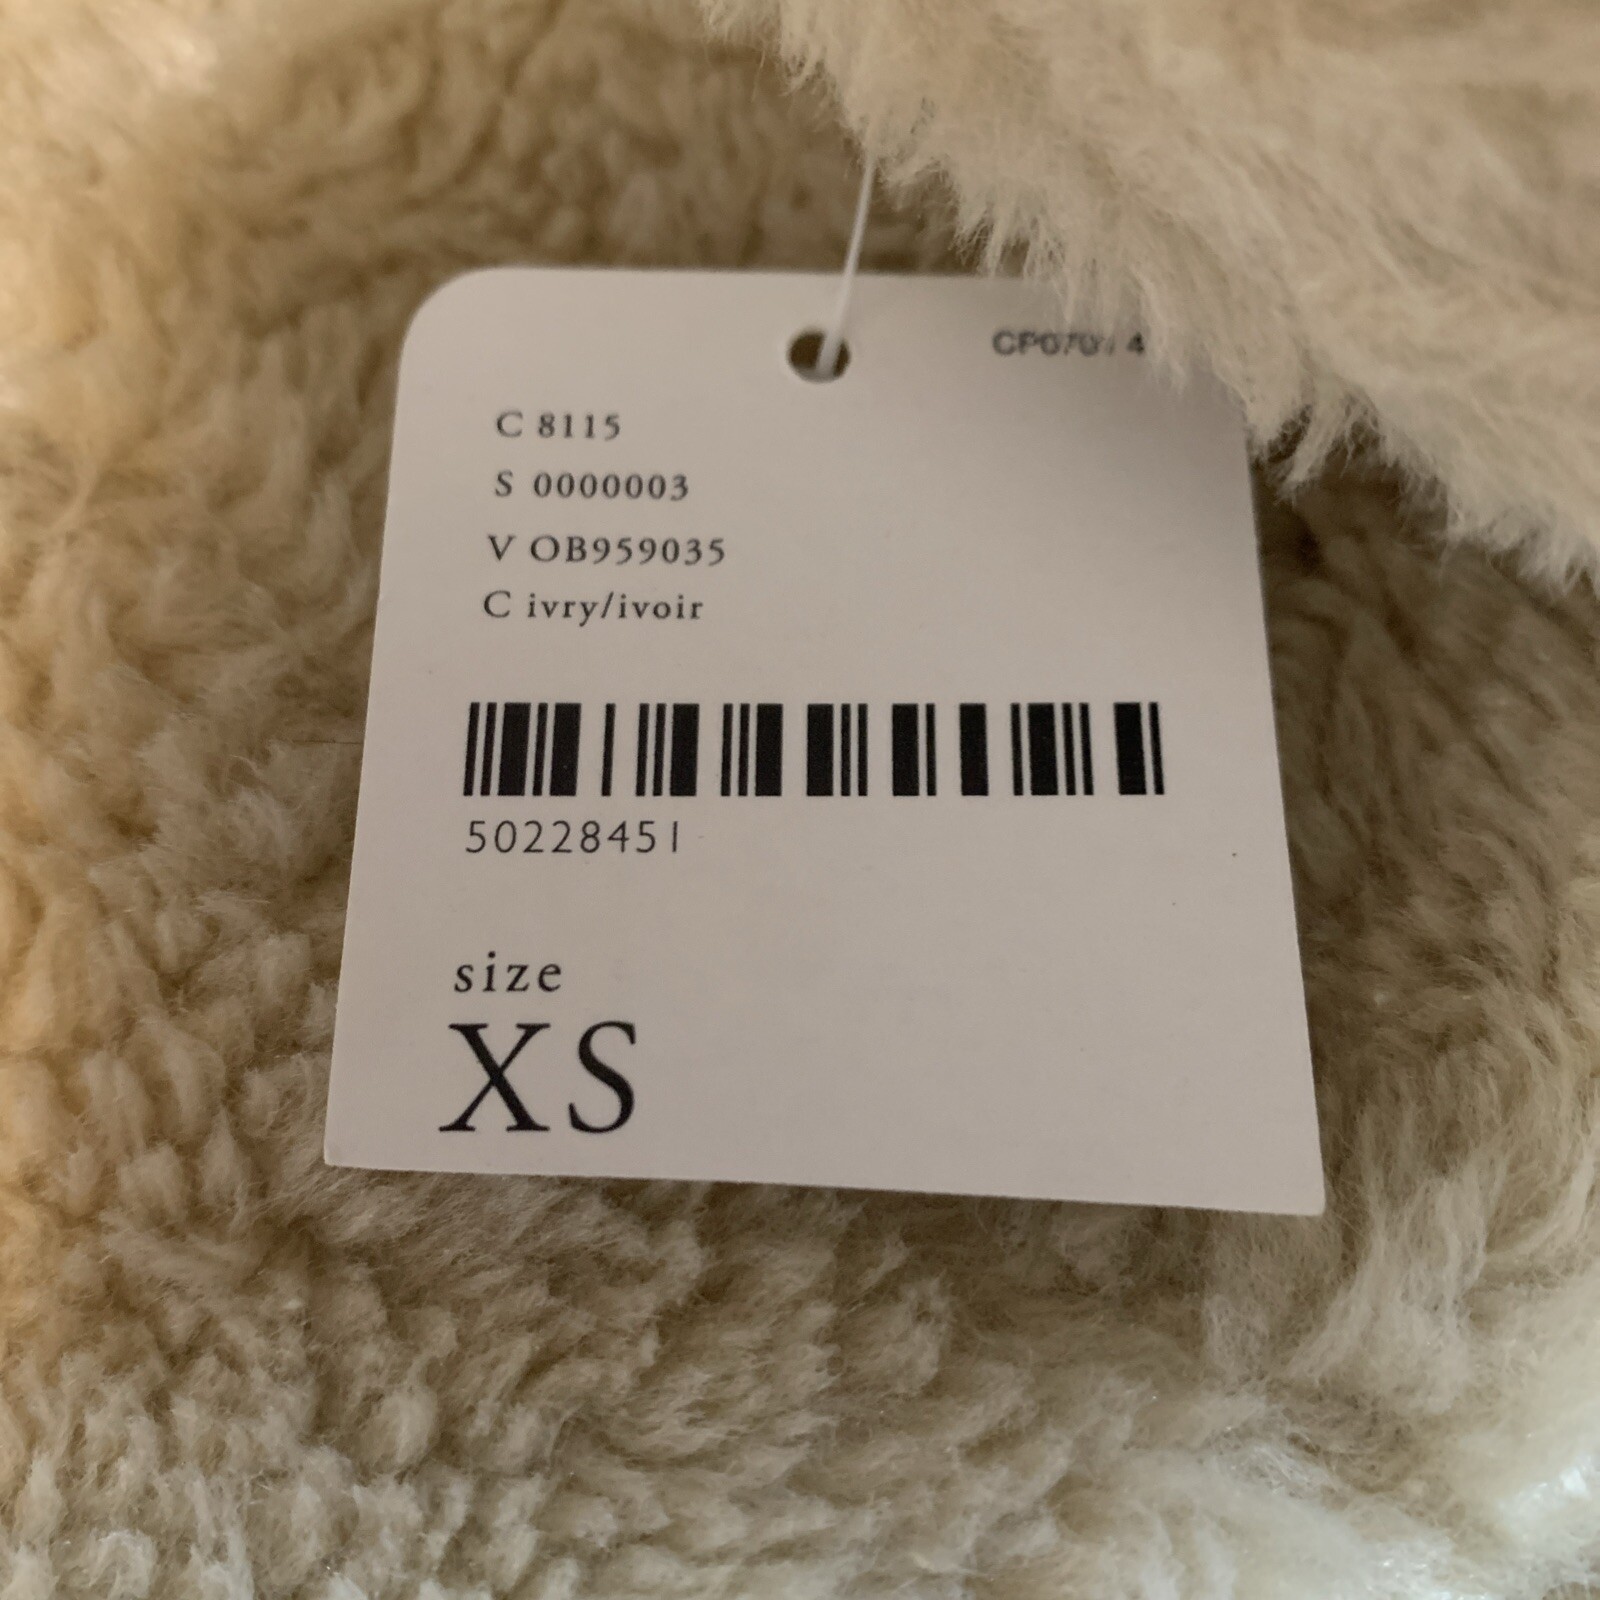 C 8115
S 0000003
V OB959035
C ivry/ivoir
50228451
size
XS